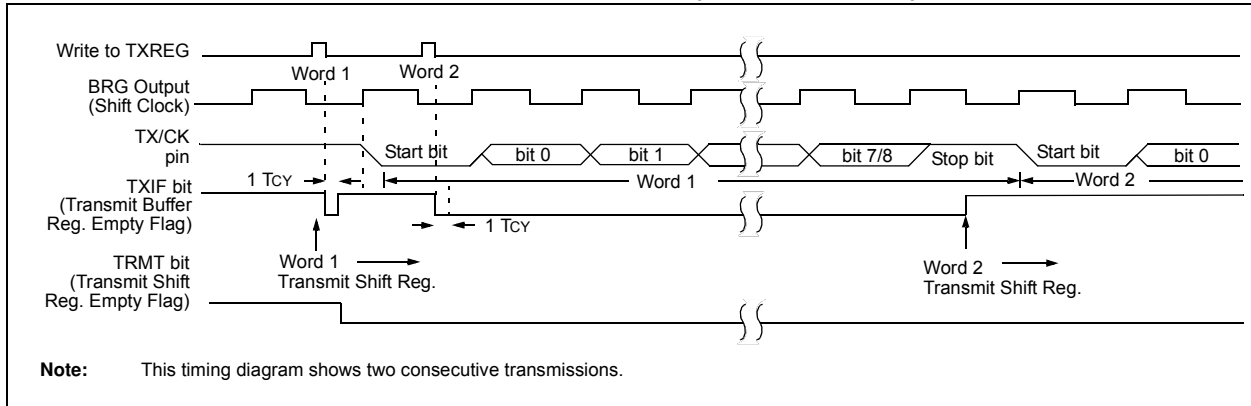 Write to TXREG
Word 1 Word 2
BRG Output
(Shift Clock)
TX/CK
pin
Start bit bit 0 bit 1 bit 7/8 Stop bit Start bit bit 0
1 TCY Word 1 Word 2
TXIF bit
(Transmit Buffer
Reg. Empty Flag)
1 TCY
Word 1
Transmit Shift Reg.
Word 2
Transmit Shift Reg.
TRMT bit
(Transmit Shift
Reg. Empty Flag)
Note: This timing diagram shows two consecutive transmissions.